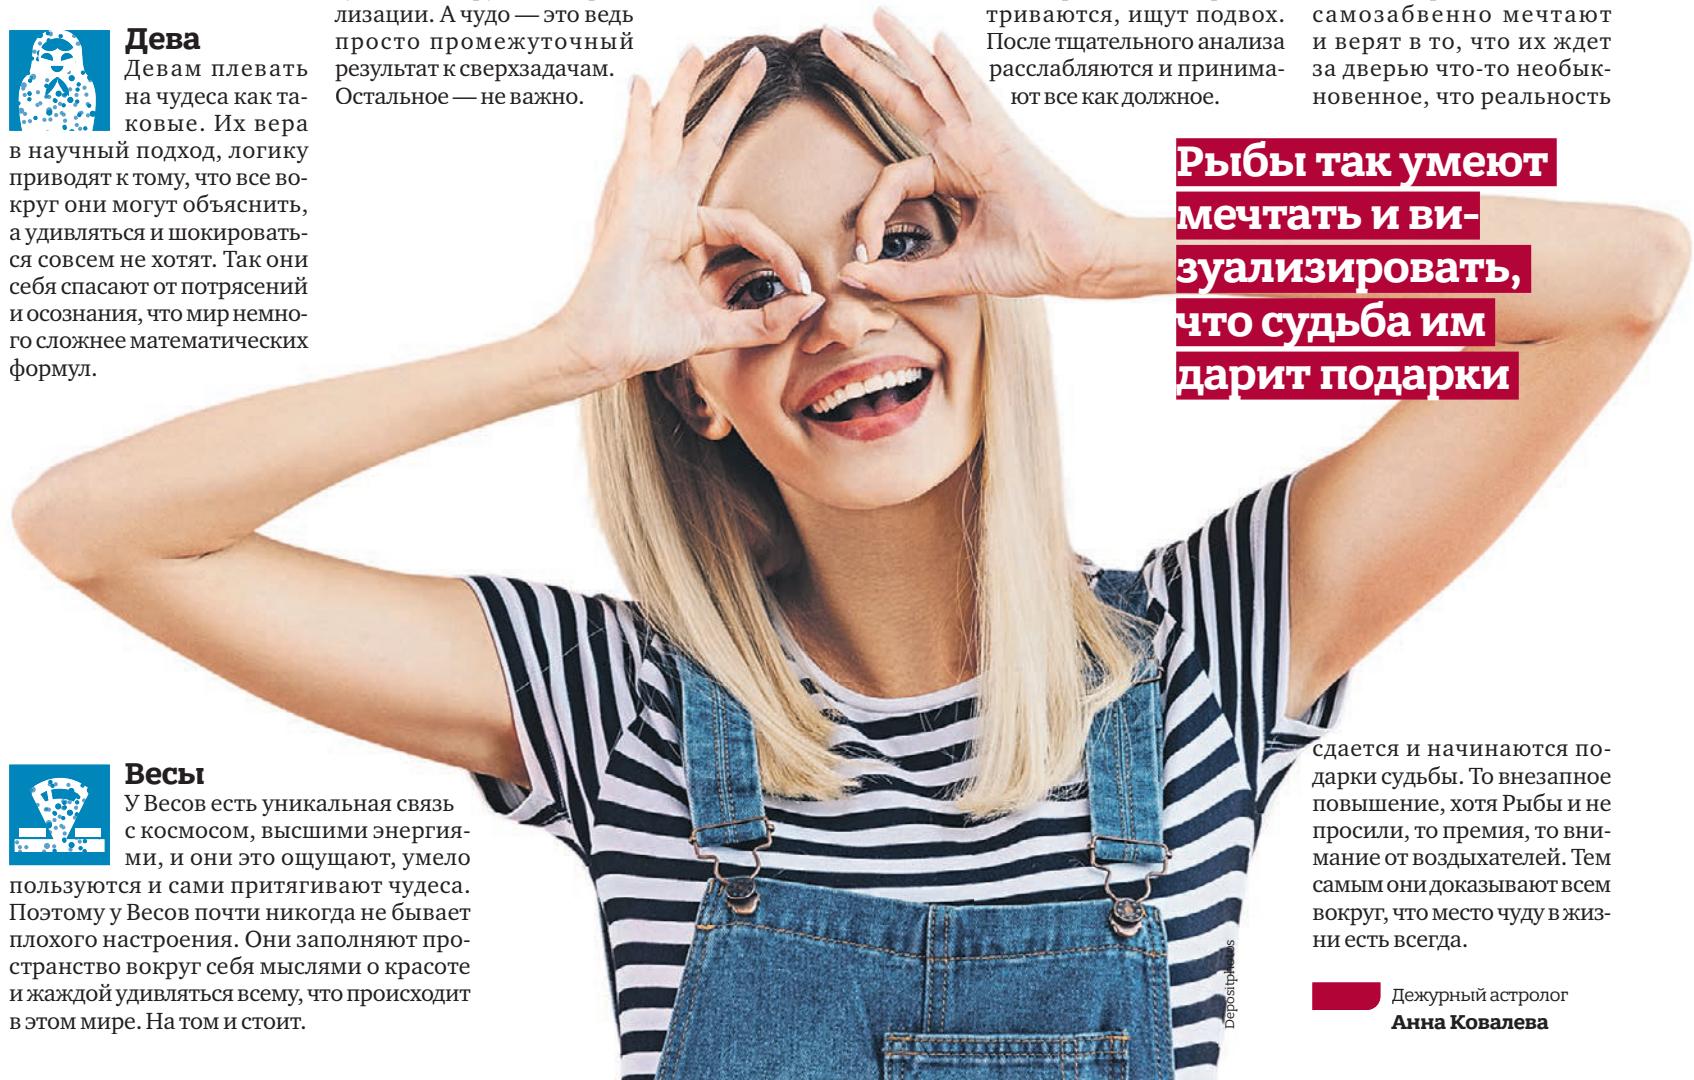 Дева
Девам плевать
на чудеса как та-
ковые. Их вера
в научный подход, логику
приводят к тому, что все во-
круг они могут объяснить,
а удивляться и шокировать-
ся совсем не хотят. Так они
себя спасают от потрясений
и осознания, что мир немно-
го сложнее математических
формул.
Весы
У Весов есть уникальная связь
с космосом, высшими энергия-
ми, и они это ощущают, умело
пользуются и сами притягивают чудеса.
Поэтому у Весов почти никогда не бывает
плохого настроения. Они заполняют про-
странство вокруг себя мыслями о красоте
и жаждой удивляться всему, что происходит
в этом мире. На том и стоит.
лизации. А чудо — это ведь
просто промежуточный
результат к сверхзадачам.
Остальное — не важно.
триваются, ищут подвох.
После тщательного анализа
расслабляются и принима-
ют все как должное.
самозабвенно мечтают
и верят в то, что их ждет
за дверью что-то необык-
новенное, что реальность
Рыбы так умеют
мечтать и ви-
зуализировать,
что судьба им
дарит подарки
сдается и начинаются по-
дарки судьбы. То внезапное
повышение, хотя Рыбы и не
просили, то премия, то вни-
мание от воздыхателей. Тем
самым они доказывают всем
вокруг, что место чуду в жиз-
ни есть всегда.
Depositphotos
Дежурный астролог
Анна Ковалева